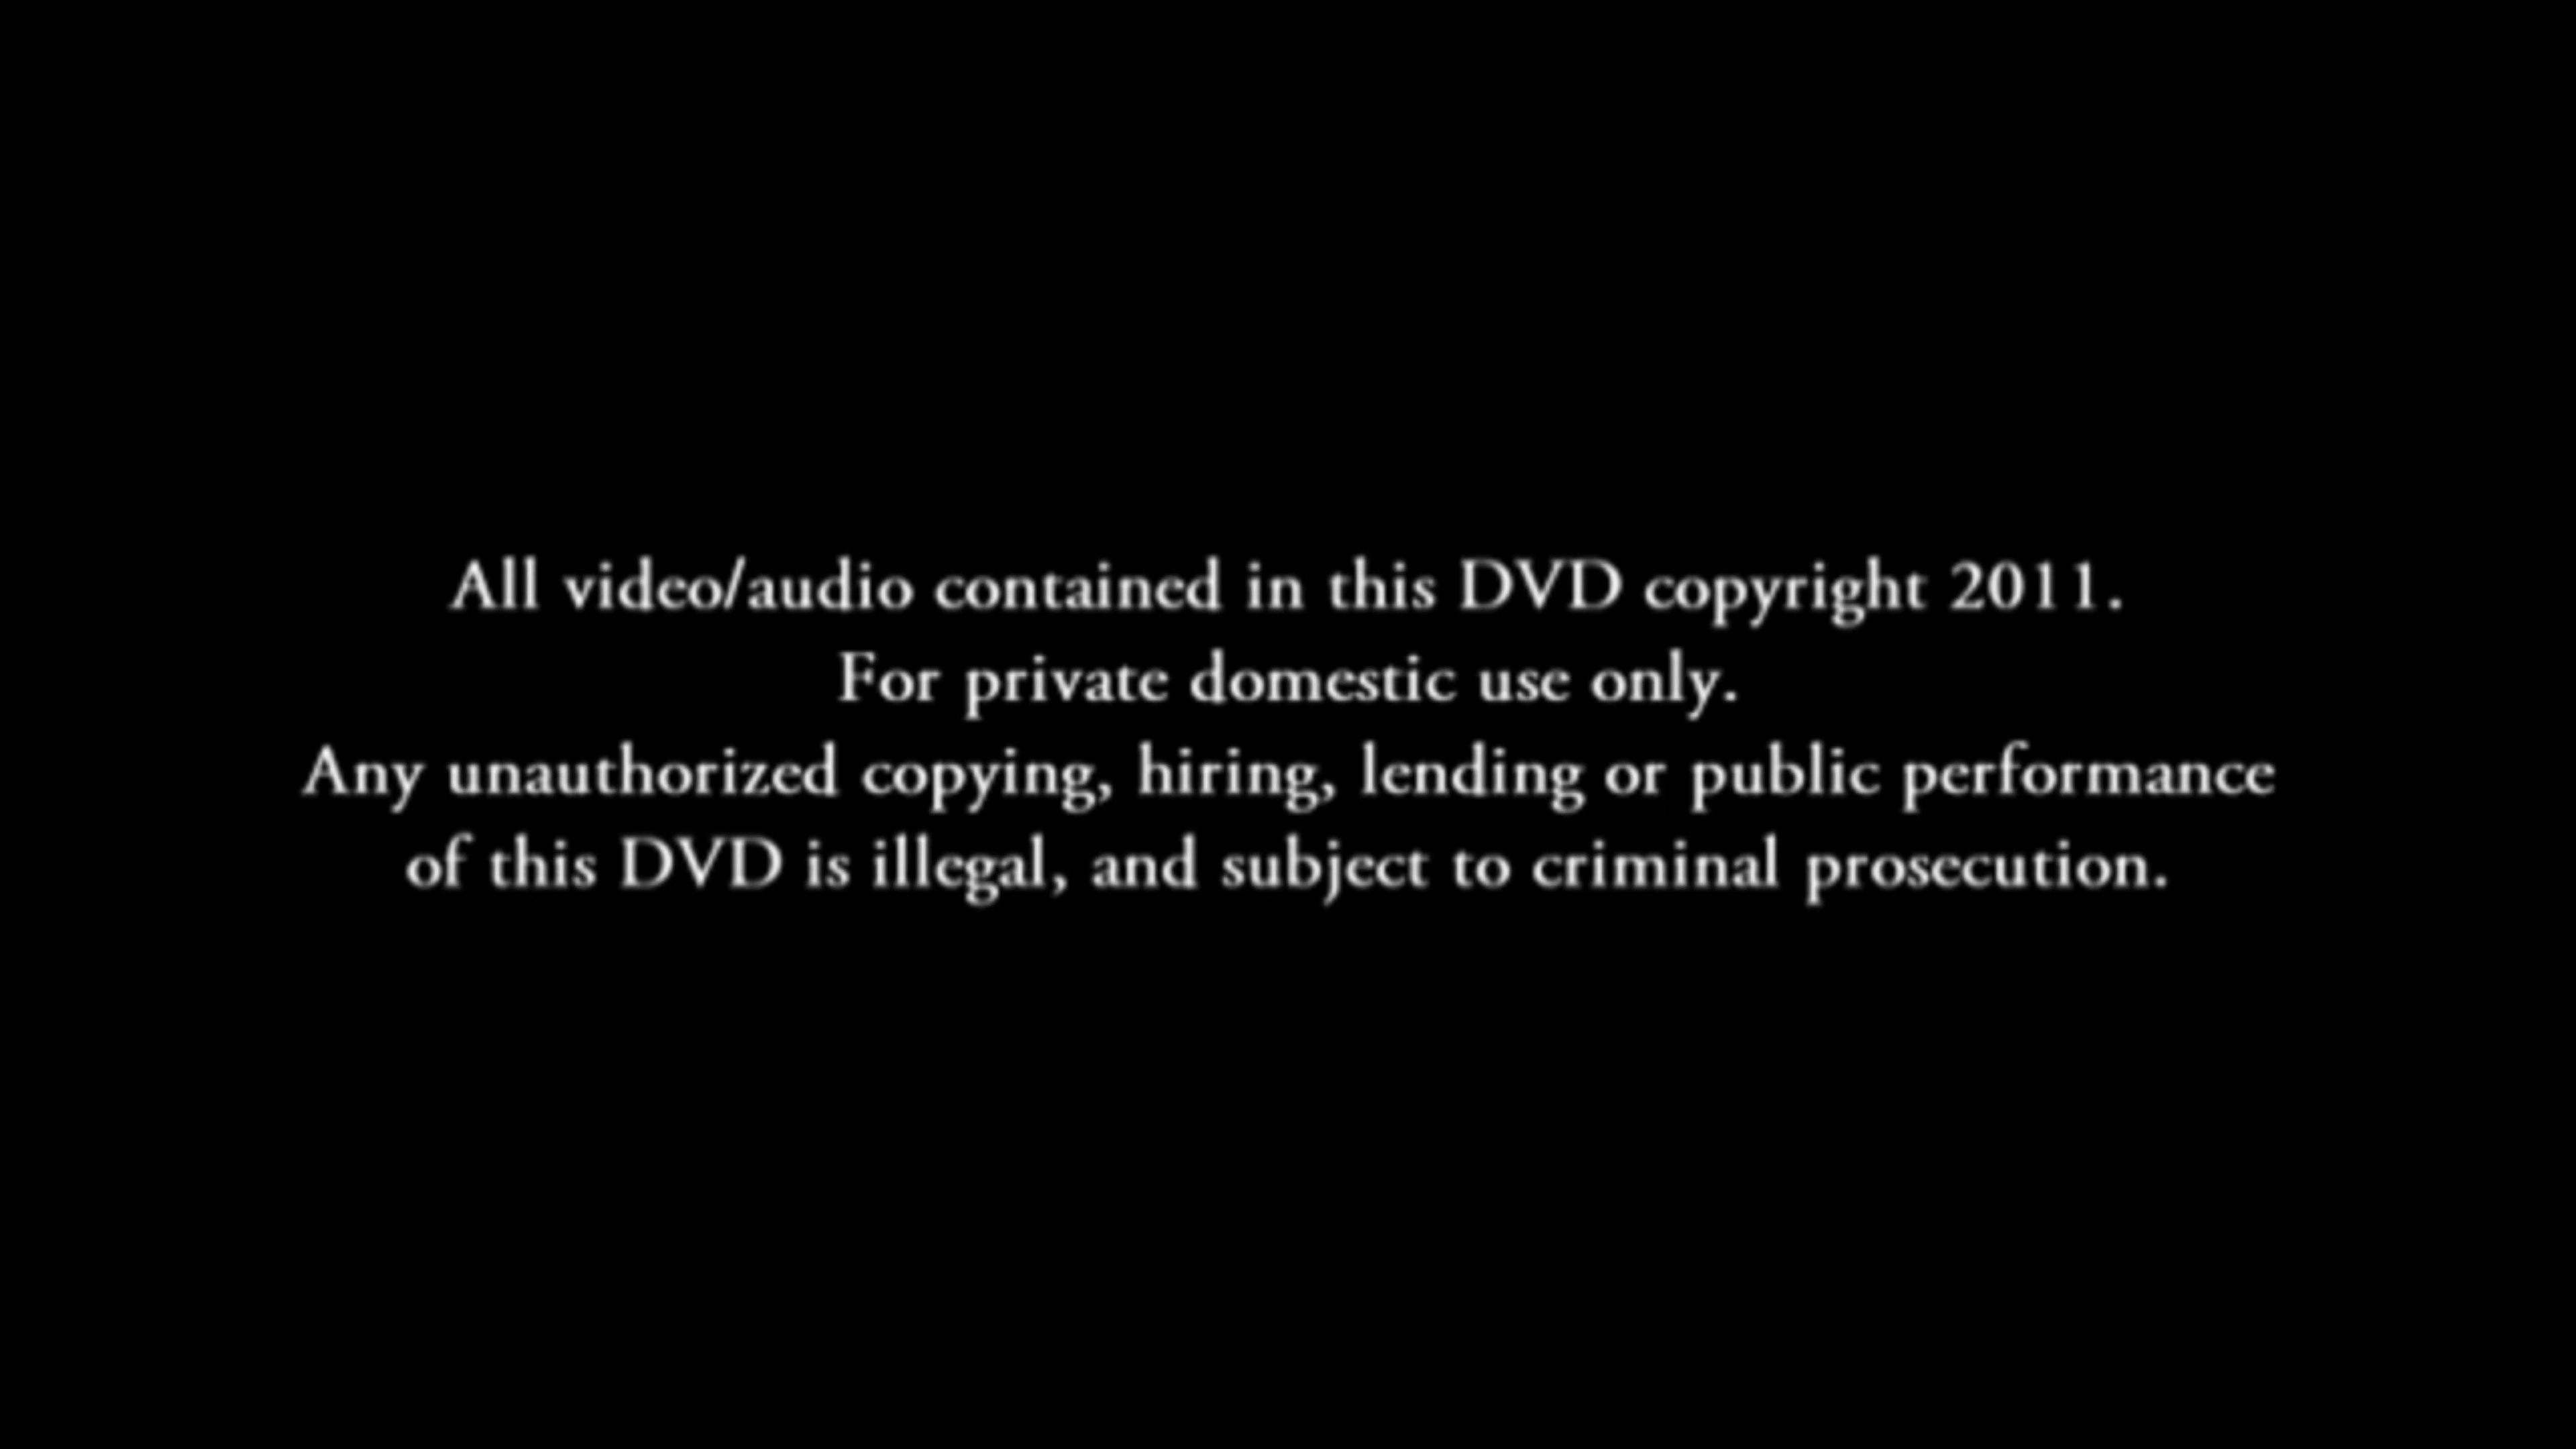 All video/audio contained in this DVD copyright 2011.
For private domestic use only.
Any unauthorized copying, hiring, lending or public performance
of this DVD is illegal, and subject to criminal prosecution.